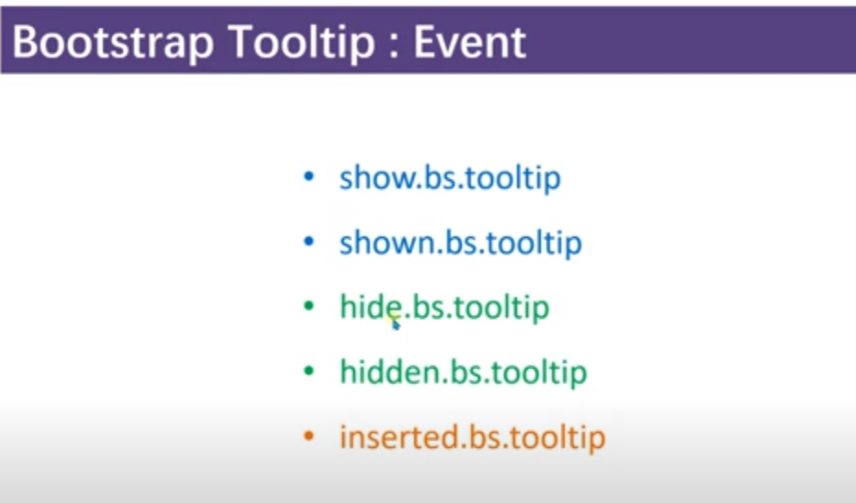 Bootstrap Tooltip : Event
• show.bs.tooltip
• shown.bs.tooltip
• hide.bs.tooltip
• hidden.bs.tooltip
• inserted.bs.tooltip